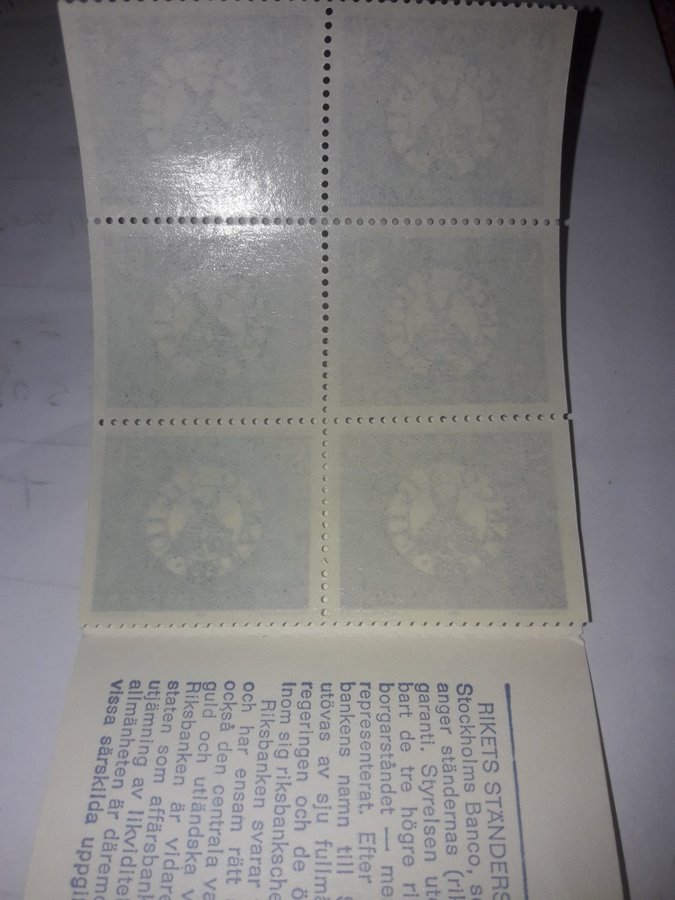 RIKETS STÄNDERS
Stockholms Banco, s
anger ständernas (rik
garanti. Styrelsen ut
bart de tre högre ri
borgarståndet — me
representerat. Efter
bankens namn till
utövas av sju fullmä
regeringen och de ö
inom sig riksbanksche
Riksbanken svarar
och har ensam rätt
också den centrala va
guld och utländska v
Riksbanken är vidare
staten som affärsbank
utjämning av likvidite
allmänheten är däremo
vissa särskilda uppgi